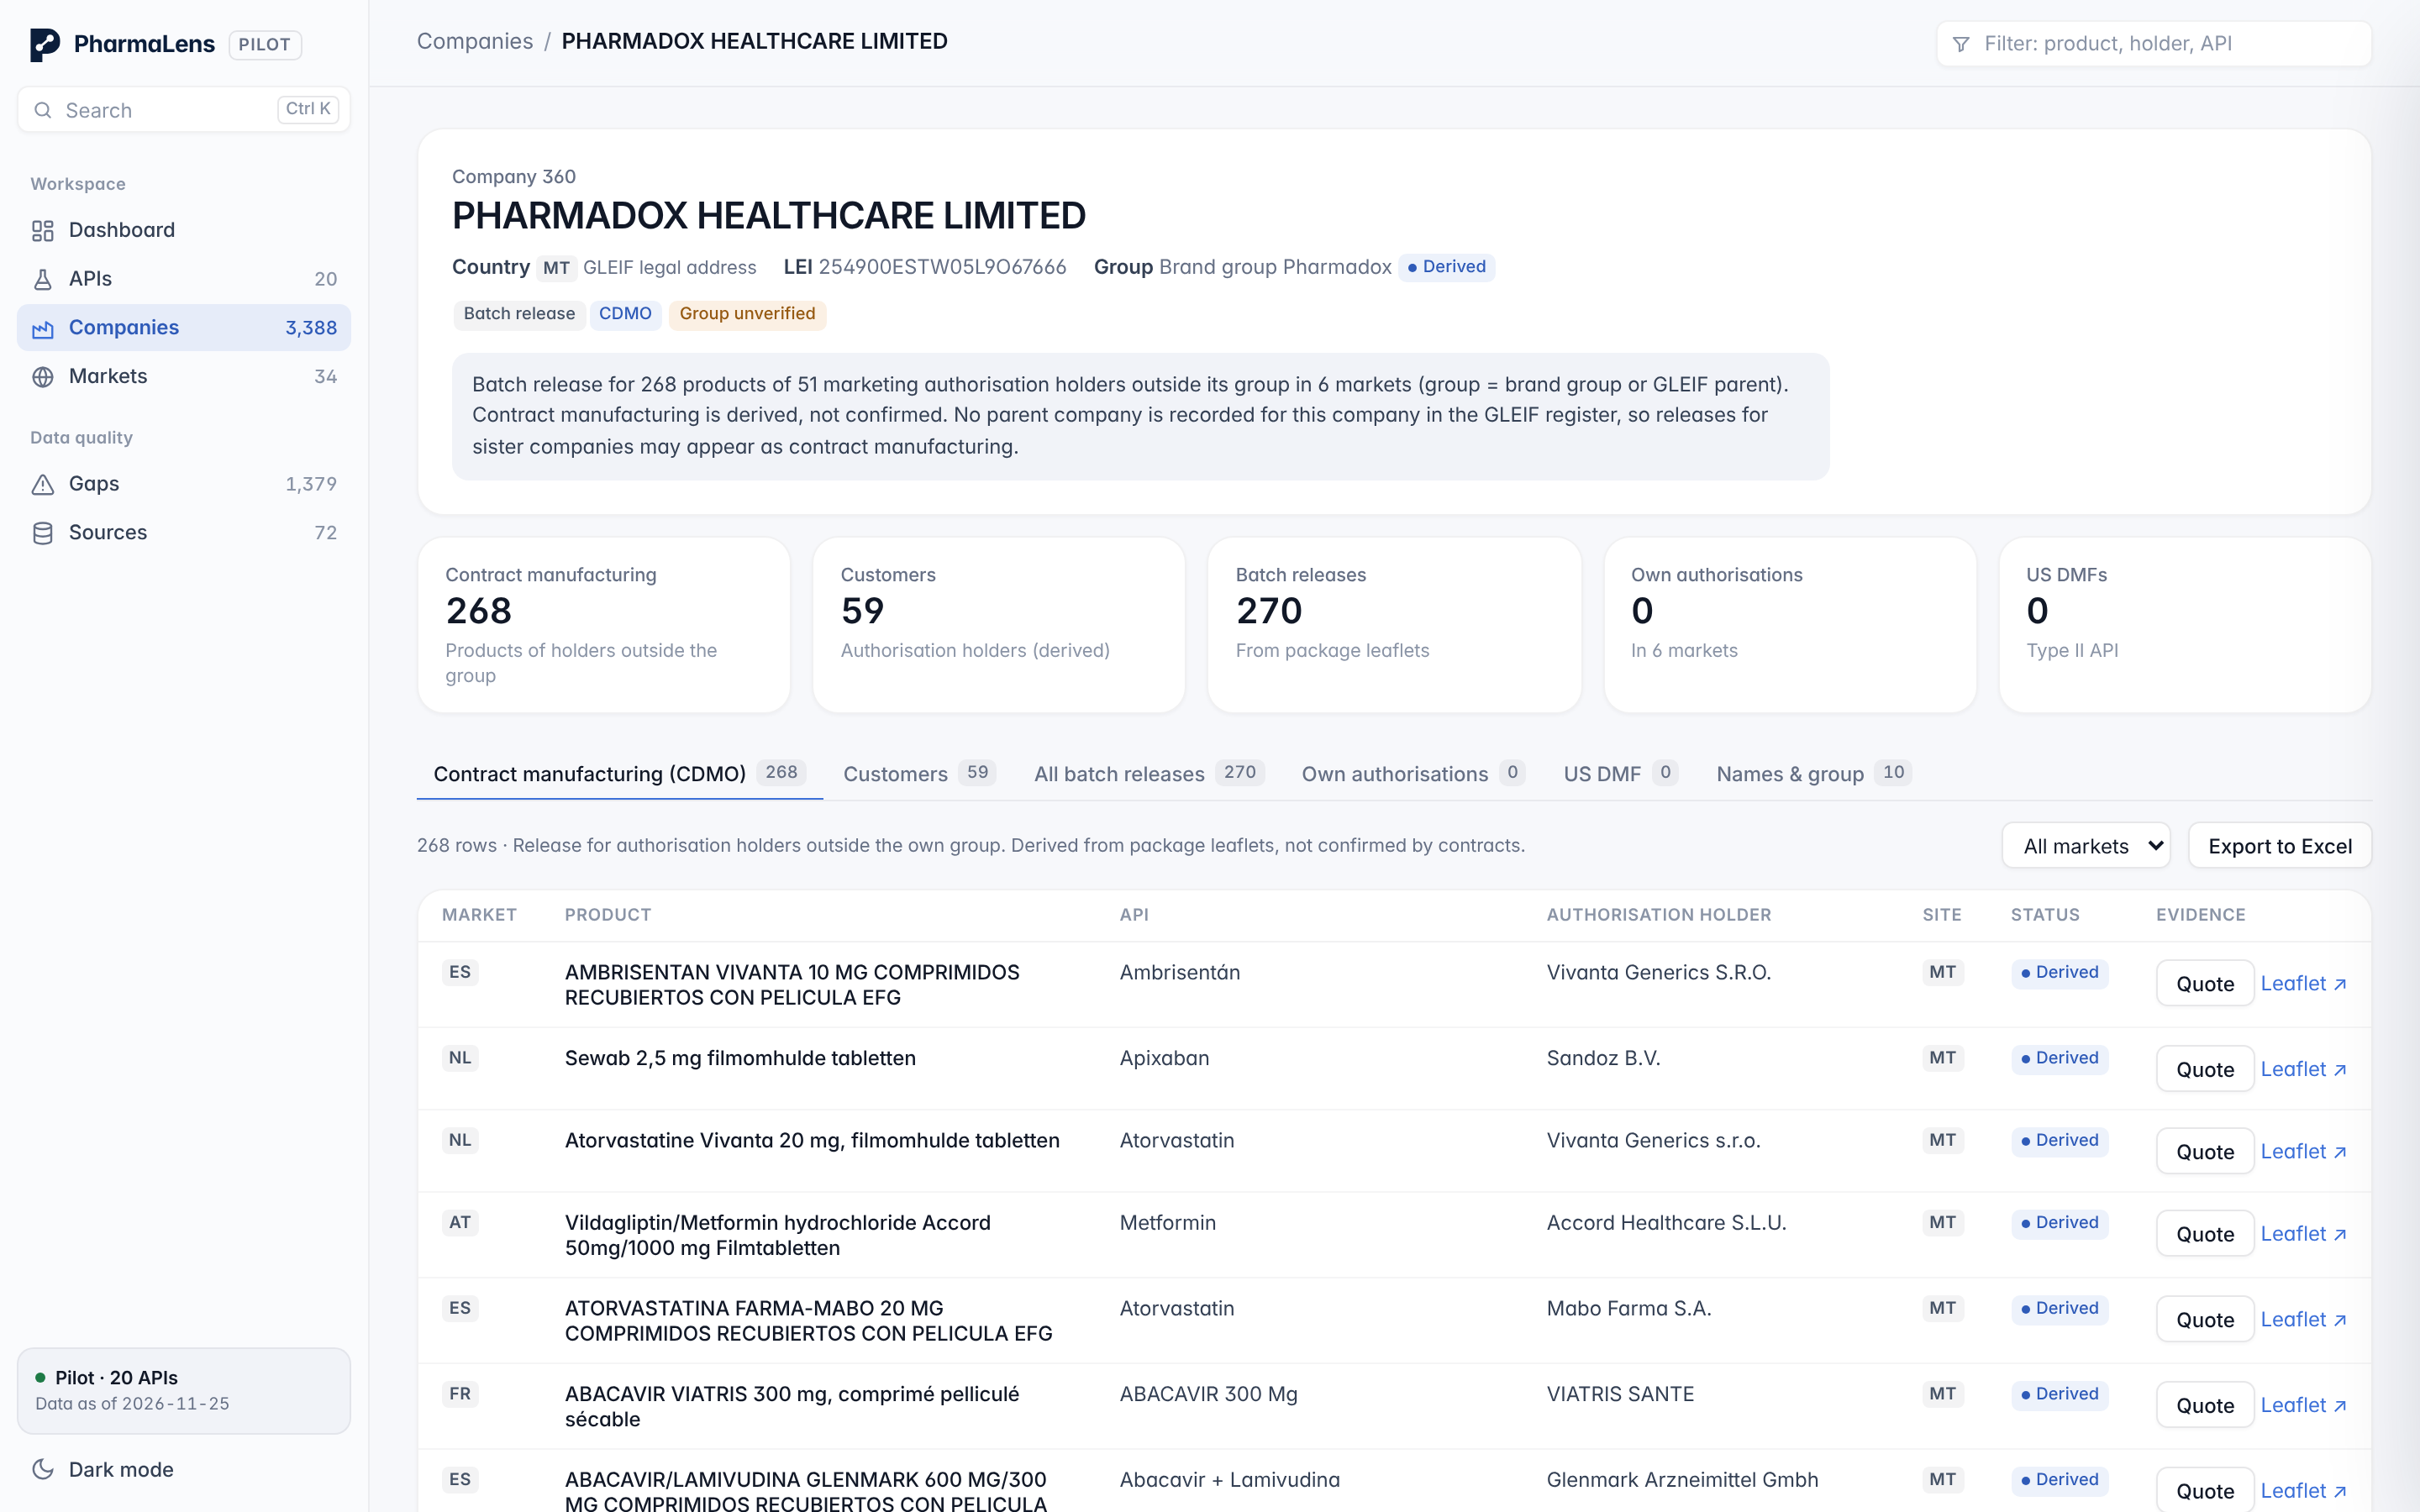 PharmaLens PILOT
Search Ctrl K
Workspace
Dashboard
APIs 20
Companies 3,388
Markets 34
Data quality
Gaps 1,379
Sources 72
Pilot · 20 APIs
Data as of 2026-11-25
Dark mode
Companies / PHARMADOX HEALTHCARE LIMITED
Filter: product, holder, API
Company 360
PHARMADOX HEALTHCARE LIMITED
Country MT GLEIF legal address LEI 254900ESTW05L9O67666 Group Brand group Pharmadox Derived
Batch release CDMO Group unverified
Batch release for 268 products of 51 marketing authorisation holders outside its group in 6 markets (group = brand group or GLEIF parent).
Contract manufacturing is derived, not confirmed. No parent company is recorded for this company in the GLEIF register, so releases for
sister companies may appear as contract manufacturing.
Contract manufacturing
268
Products of holders outside the
group
Customers
59
Authorisation holders (derived)
Batch releases
270
From package leaflets
Own authorisations
0
In 6 markets
US DMFs
0
Type II API
Contract manufacturing (CDMO) 268 Customers 59 All batch releases 270 Own authorisations 0 US DMF 0 Names & group 10
268 rows · Release for authorisation holders outside the own group. Derived from package leaflets, not confirmed by contracts.
All markets Export to Excel
MARKET PRODUCT API AUTHORISATION HOLDER SITE STATUS EVIDENCE
ES AMBRISENTAN VIVANTA 10 MG COMPRIMIDOS Ambrisentán Vivanta Generics S.R.O. MT Derived Quote Leaflet ↗
RECUBIERTOS CON PELICULA EFG
NL Sewab 2,5 mg filmomhulde tabletten Apixaban Sandoz B.V. MT Derived Quote Leaflet ↗
NL Atorvastatine Vivanta 20 mg, filmomhulde tabletten Atorvastatin Vivanta Generics s.r.o. MT Derived Quote Leaflet ↗
AT Vildagliptin/Metformin hydrochloride Accord Metformin Accord Healthcare S.L.U. MT Derived Quote Leaflet ↗
50mg/1000 mg Filmtabletten
ES ATORVASTATINA FARMA-MABO 20 MG Atorvastatin Mabo Farma S.A. MT Derived Quote Leaflet ↗
COMPRIMIDOS RECUBIERTOS CON PELICULA EFG
FR ABACAVIR VIATRIS 300 mg, comprimé pelliculé ABACAVIR 300 Mg VIATRIS SANTE MT Derived Quote Leaflet ↗
sécable
ES ABACAVIR/LAMIVUDINA GLENMARK 600 MG/300 Abacavir + Lamivudina Glenmark Arzneimittel Gmbh MT Derived Quote Leaflet ↗
MG COMPRIMIDOS RECUBIERTOS CON PELICULA